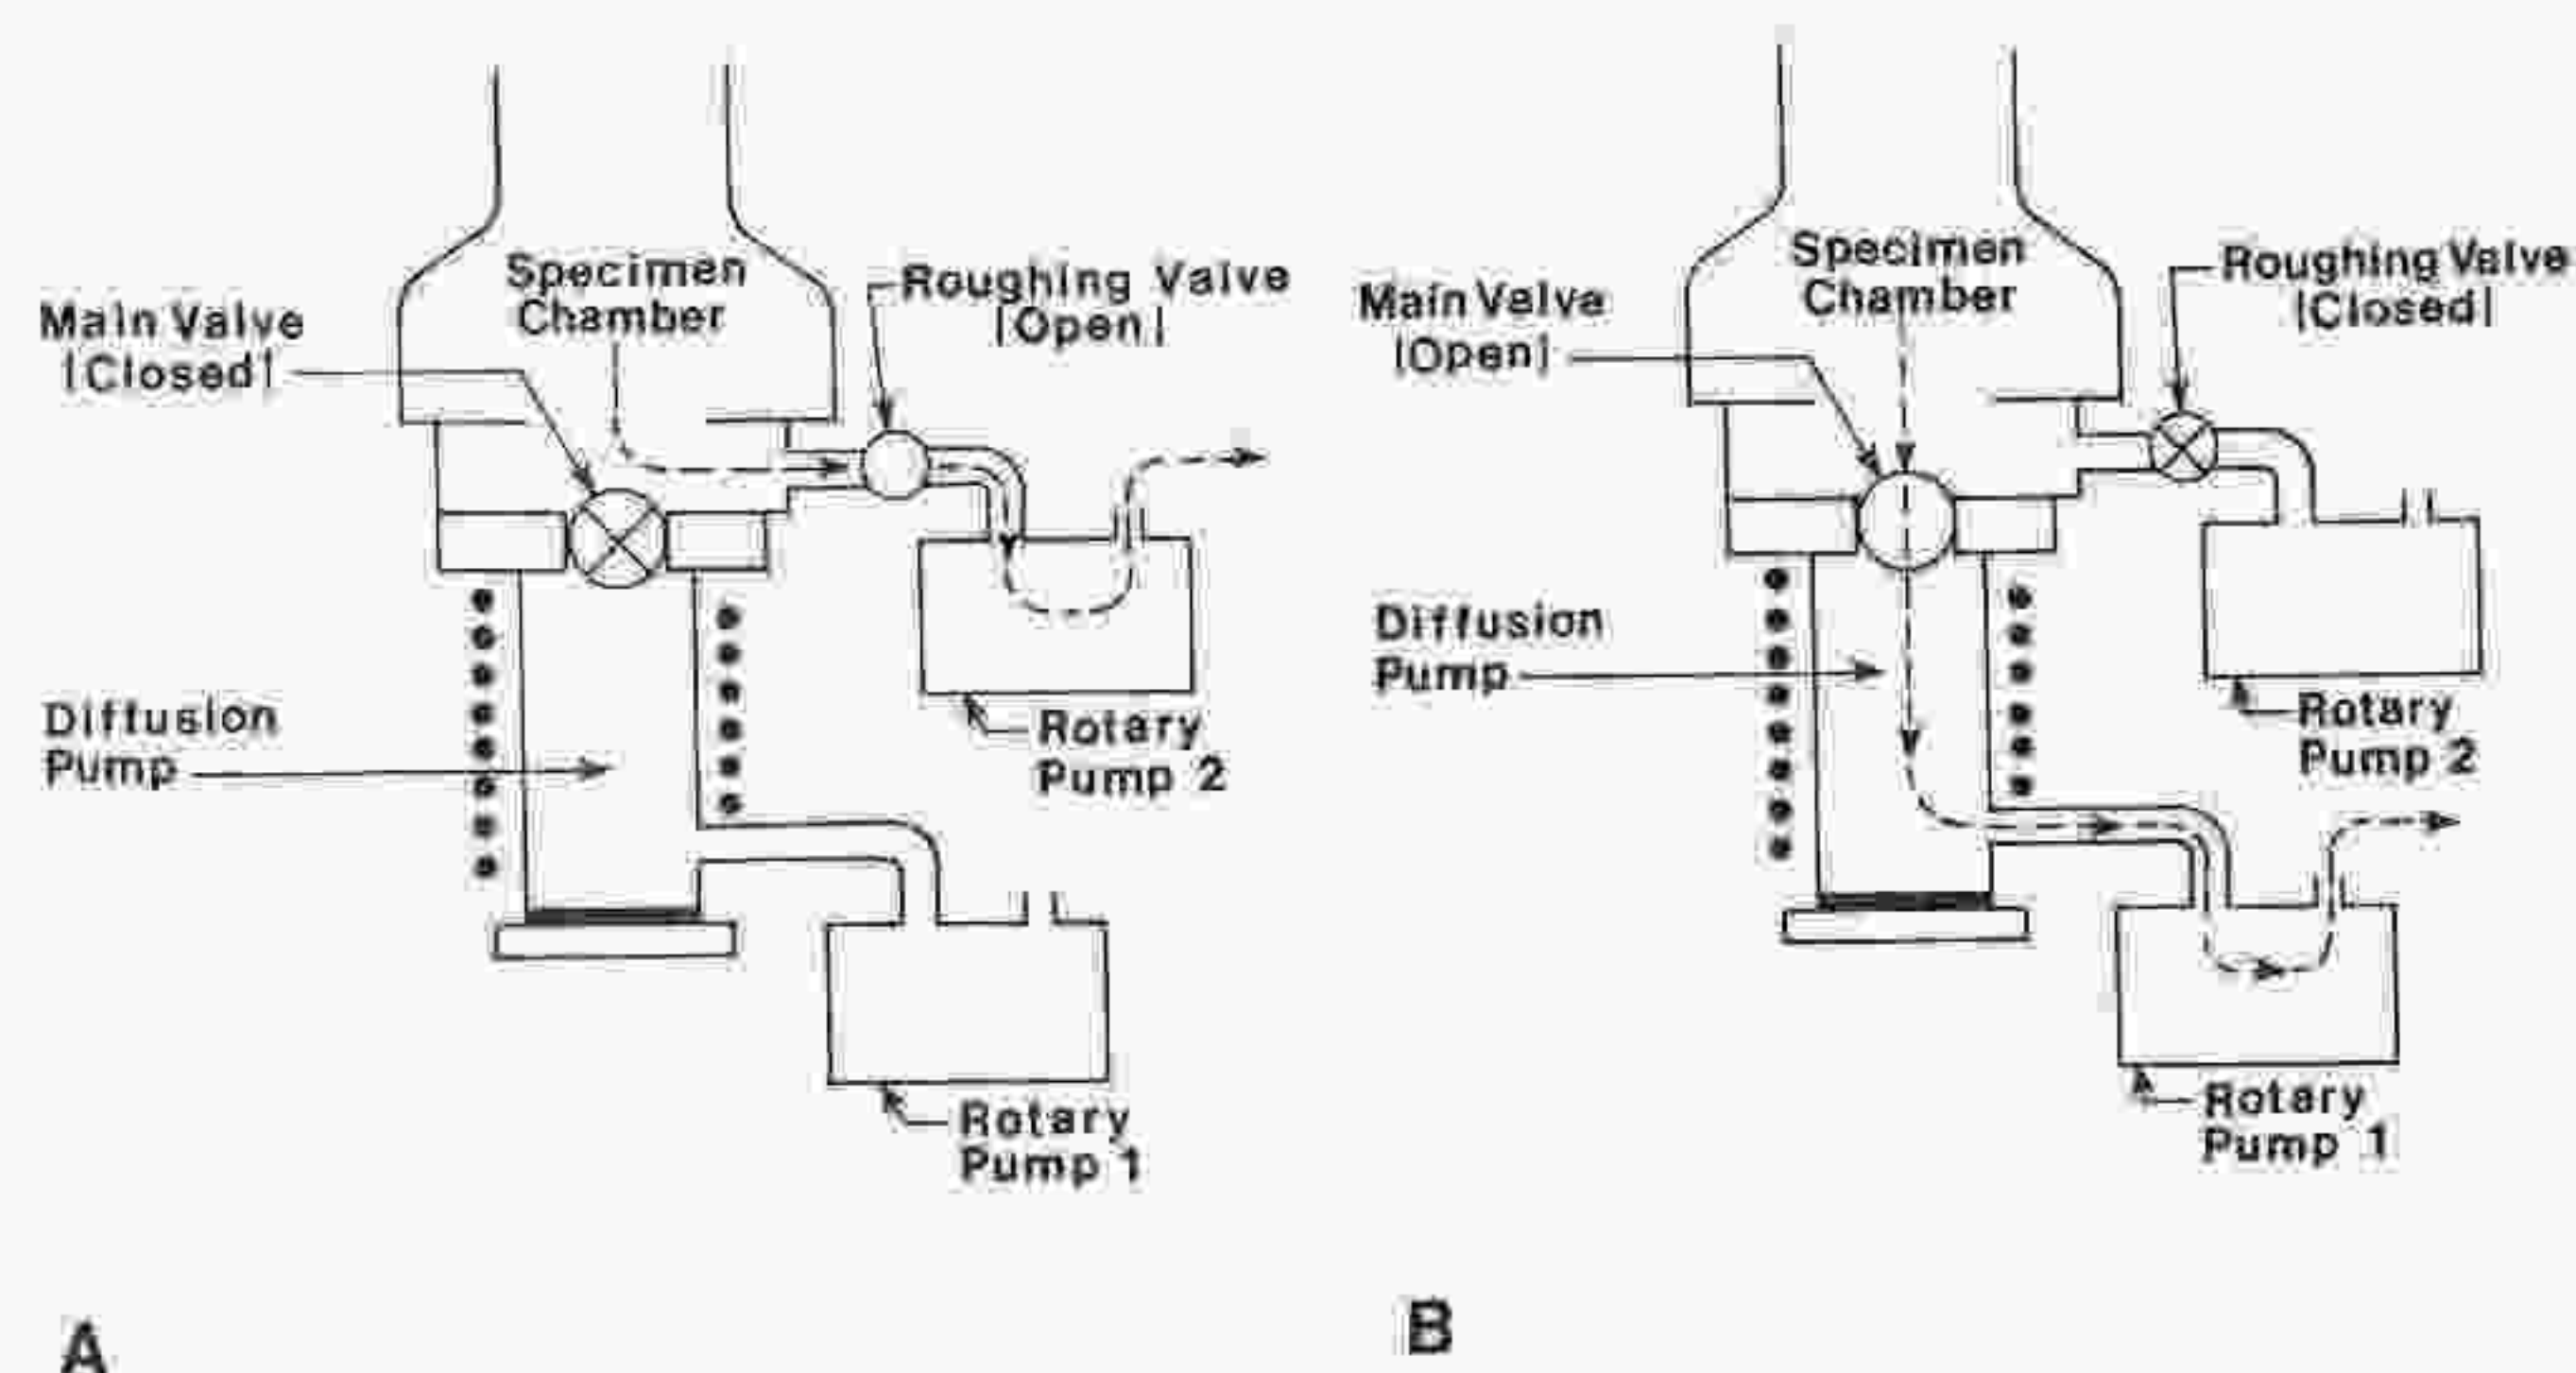 Specimen
Chamber
Roughing Valve
(Open)
Main Valve
(Closed)
Diffusion
Pump
Rotary
Pump 2
Rotary
Pump 1
A
Specimen
Chamber
Roughing Valve
(Closed)
Main Valve
(Open)
Diffusion
Pump
Rotary
Pump 2
Rotary
Pump 1
B